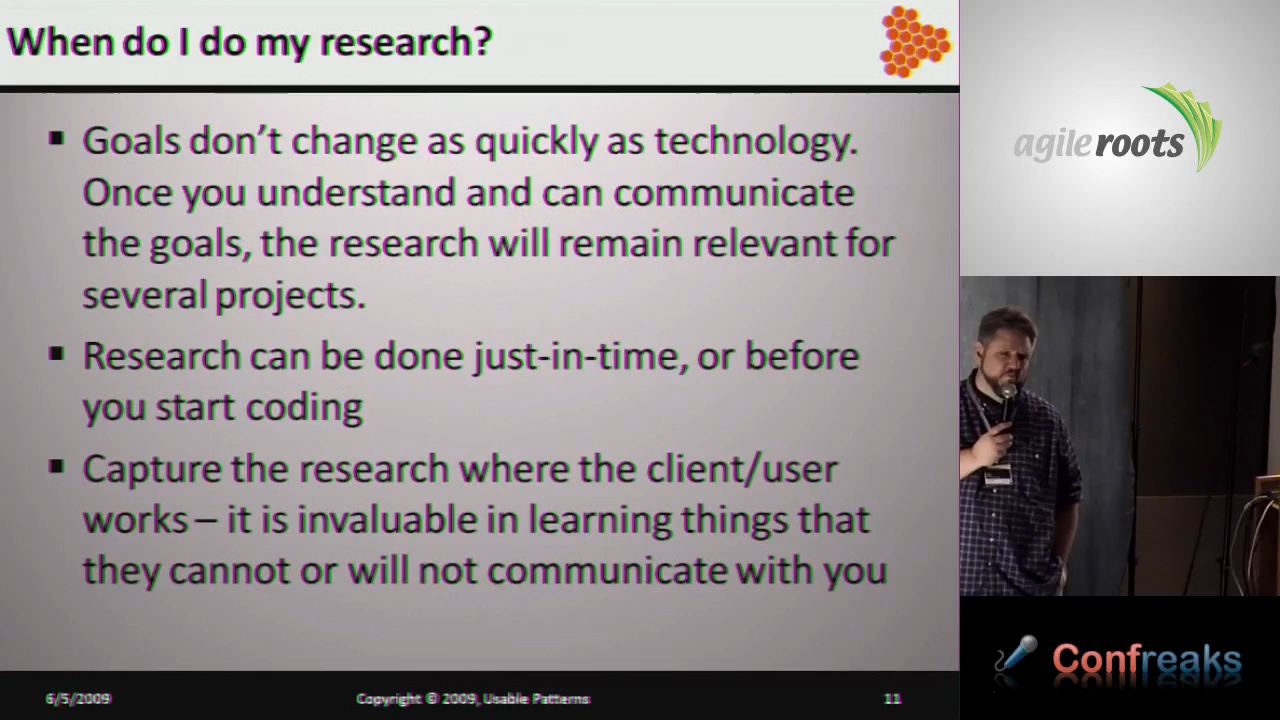 When do I do my research?
Goals don't change as quickly as technology.
Once you understand and can communicate
the goals, the research will remain relevant for
several projects.
Research can be done just-in-time, or before
you start coding
Capture the research where the client/user
works – it is invaluable in learning things that
they cannot or will not communicate with you
6/5/2009
Copyright © 2009, Usable Patterns
11
agile roots
Confreaks